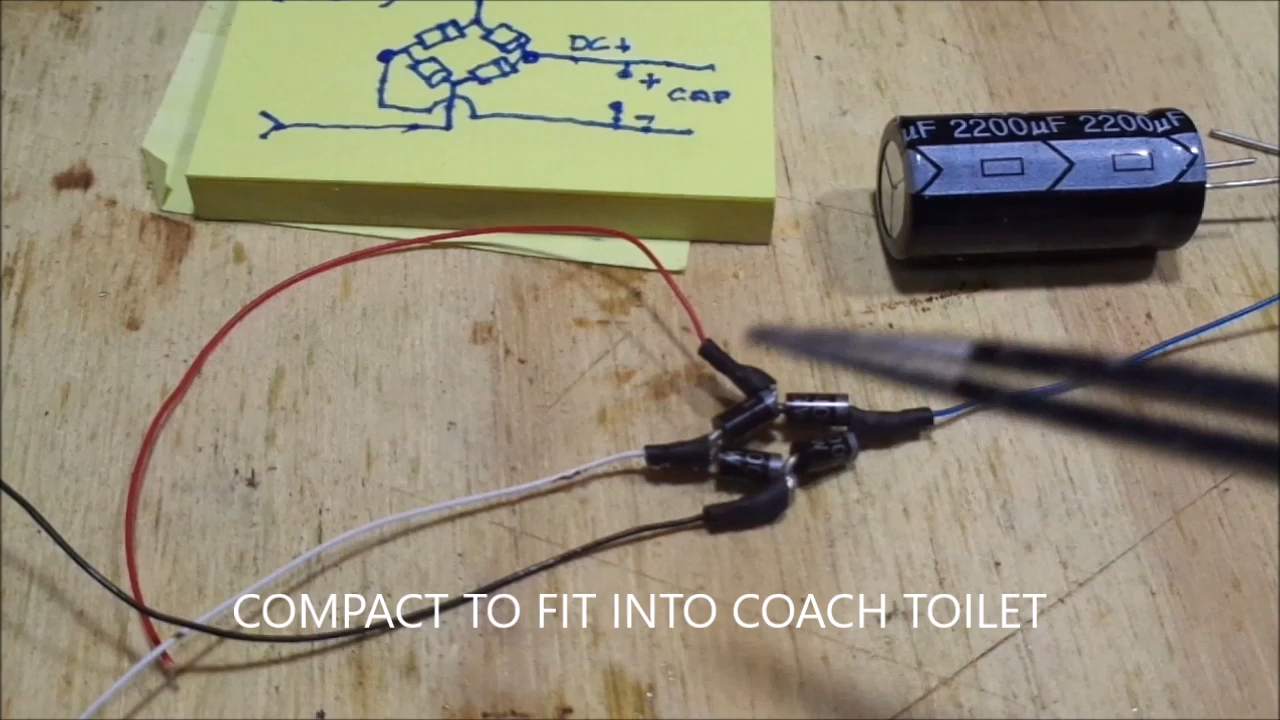 DC+
+
CAP
-
µF 2200µF 2200µF
COMPACT TO FIT INTO COACH TOILET